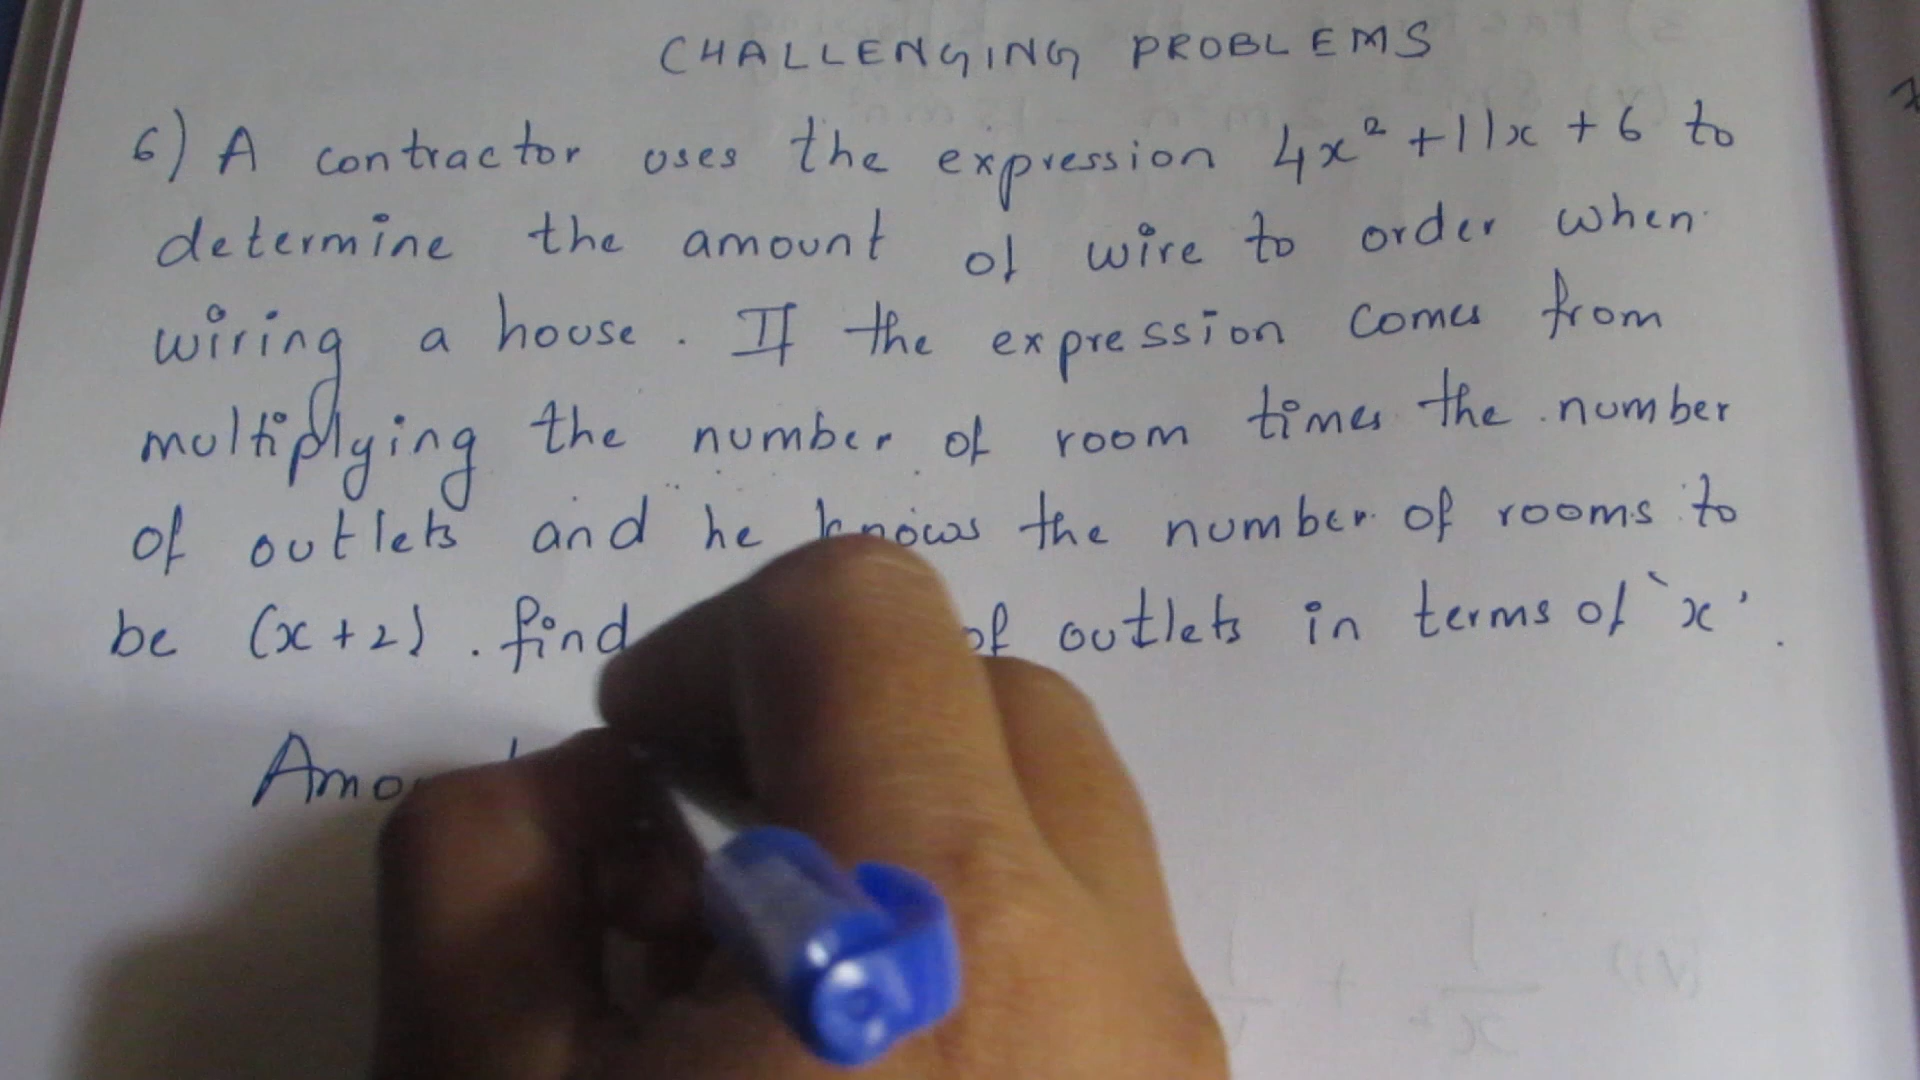 CHALLENGING PROBLEMS
6) A contractor uses the expression 4x² + 11x + 6 to
determine the amount of wire to order when
wiring a house. If the expression comes from
multiplying the number of room times the number
of outlets and he knows the number of rooms to
be (x+2). find of outlets in terms of 'x'.
Amo